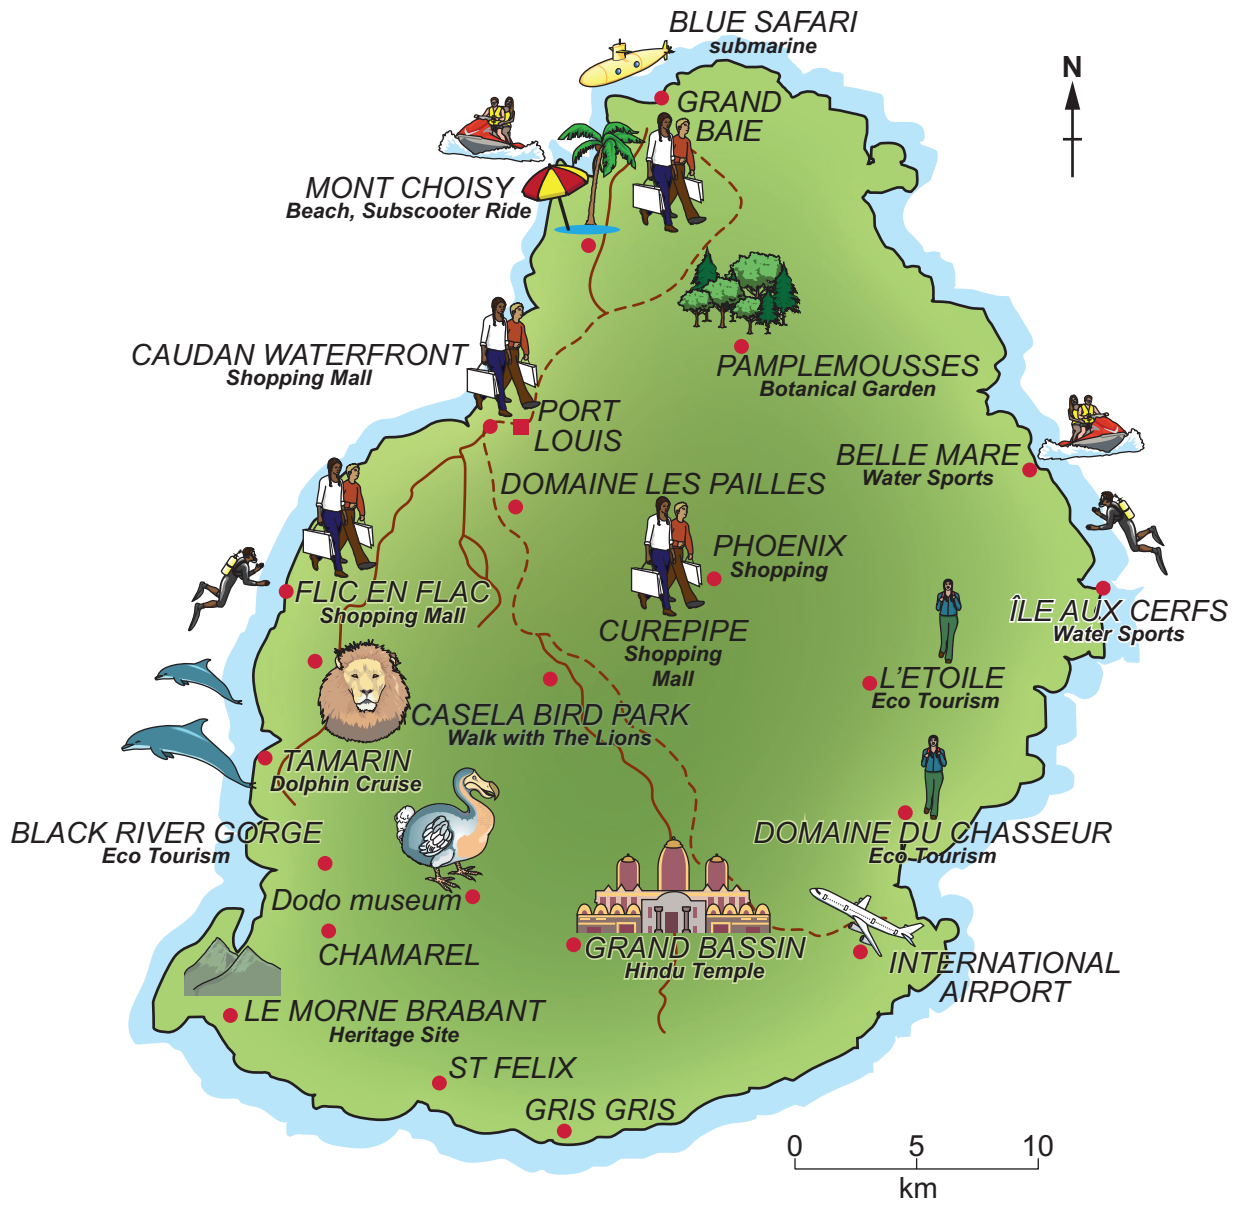 BLUE SAFARI
submarine
N
GRAND
BAIE
MONT CHOISY
Beach, Subscooter Ride
CAUDAN WATERFRONT
Shopping Mall
PAMPLEMOUSSES
Botanical Garden
PORT
LOUIS
BELLE MARE
Water Sports
DOMAINE LES PAILLES
PHOENIX
Shopping
FLIC EN FLAC
Shopping Mall
ÎLE AUX CERFS
Water Sports
CUREPIPE
Shopping
Mall
L'ETOILE
Eco Tourism
CASELA BIRD PARK
Walk with The Lions
TAMARIN
Dolphin Cruise
BLACK RIVER GORGE
Eco Tourism
DOMAINE DU CHASSEUR
Eco Tourism
Dodo museum
CHAMAREL
GRAND BASSIN
Hindu Temple
INTERNATIONAL
AIRPORT
LE MORNE BRABANT
Heritage Site
ST FELIX
GRIS GRIS
0 5 10
km